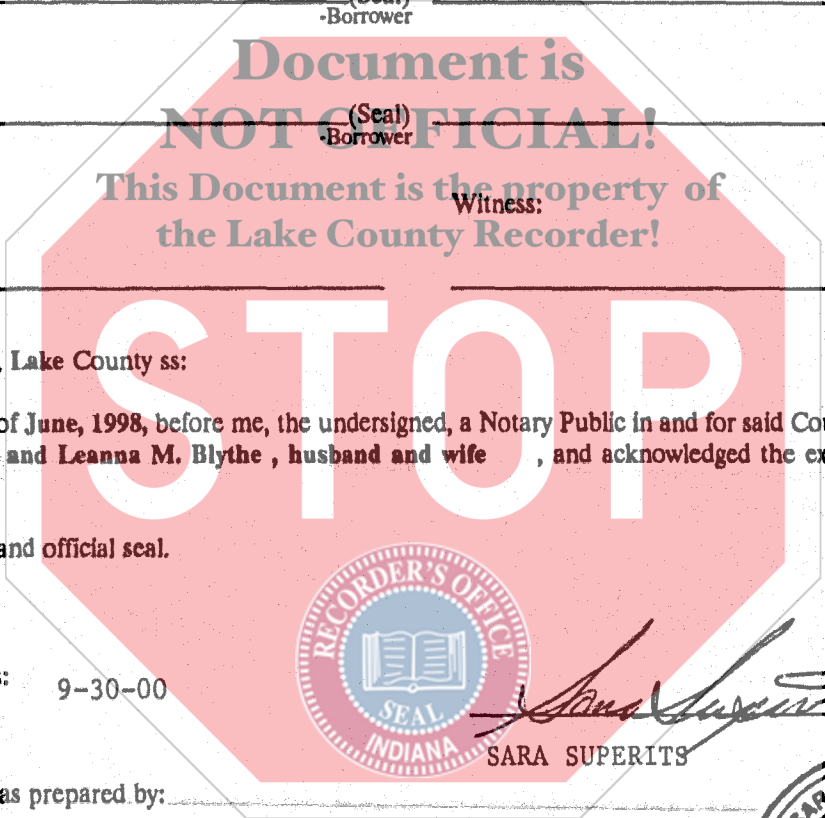 (Seal)
-Borrower
Document is
NOT OFFICIAL!
(Seal)
-Borrower
This Document is the property of
Witness:
the Lake County Recorder!
STOP
, Lake County ss:
of June, 1998, before me, the undersigned, a Notary Public in and for said Cou
and Leanna M. Blythe , husband and wife , and acknowledged the ex
and official seal.
RECORDER'S OFFICE
SEAL
INDIANA
s: 9-30-00
Sara Superits
SARA SUPERITS
as prepared by: